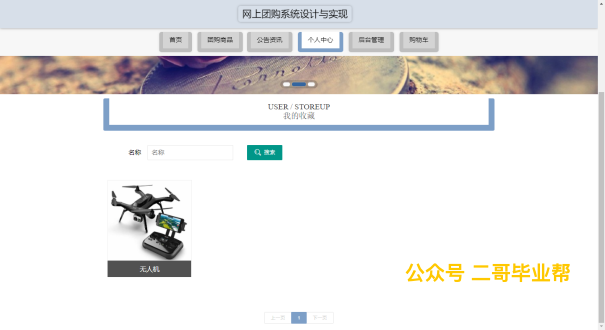 网上团购系统设计与实现
首页 团购商品 公告资讯 个人中心 后台管理 购物车
USER / STOREUP
我的收藏
名称 名称 搜索
无人机
公众号 二哥毕业帮
上一页 1 下一页